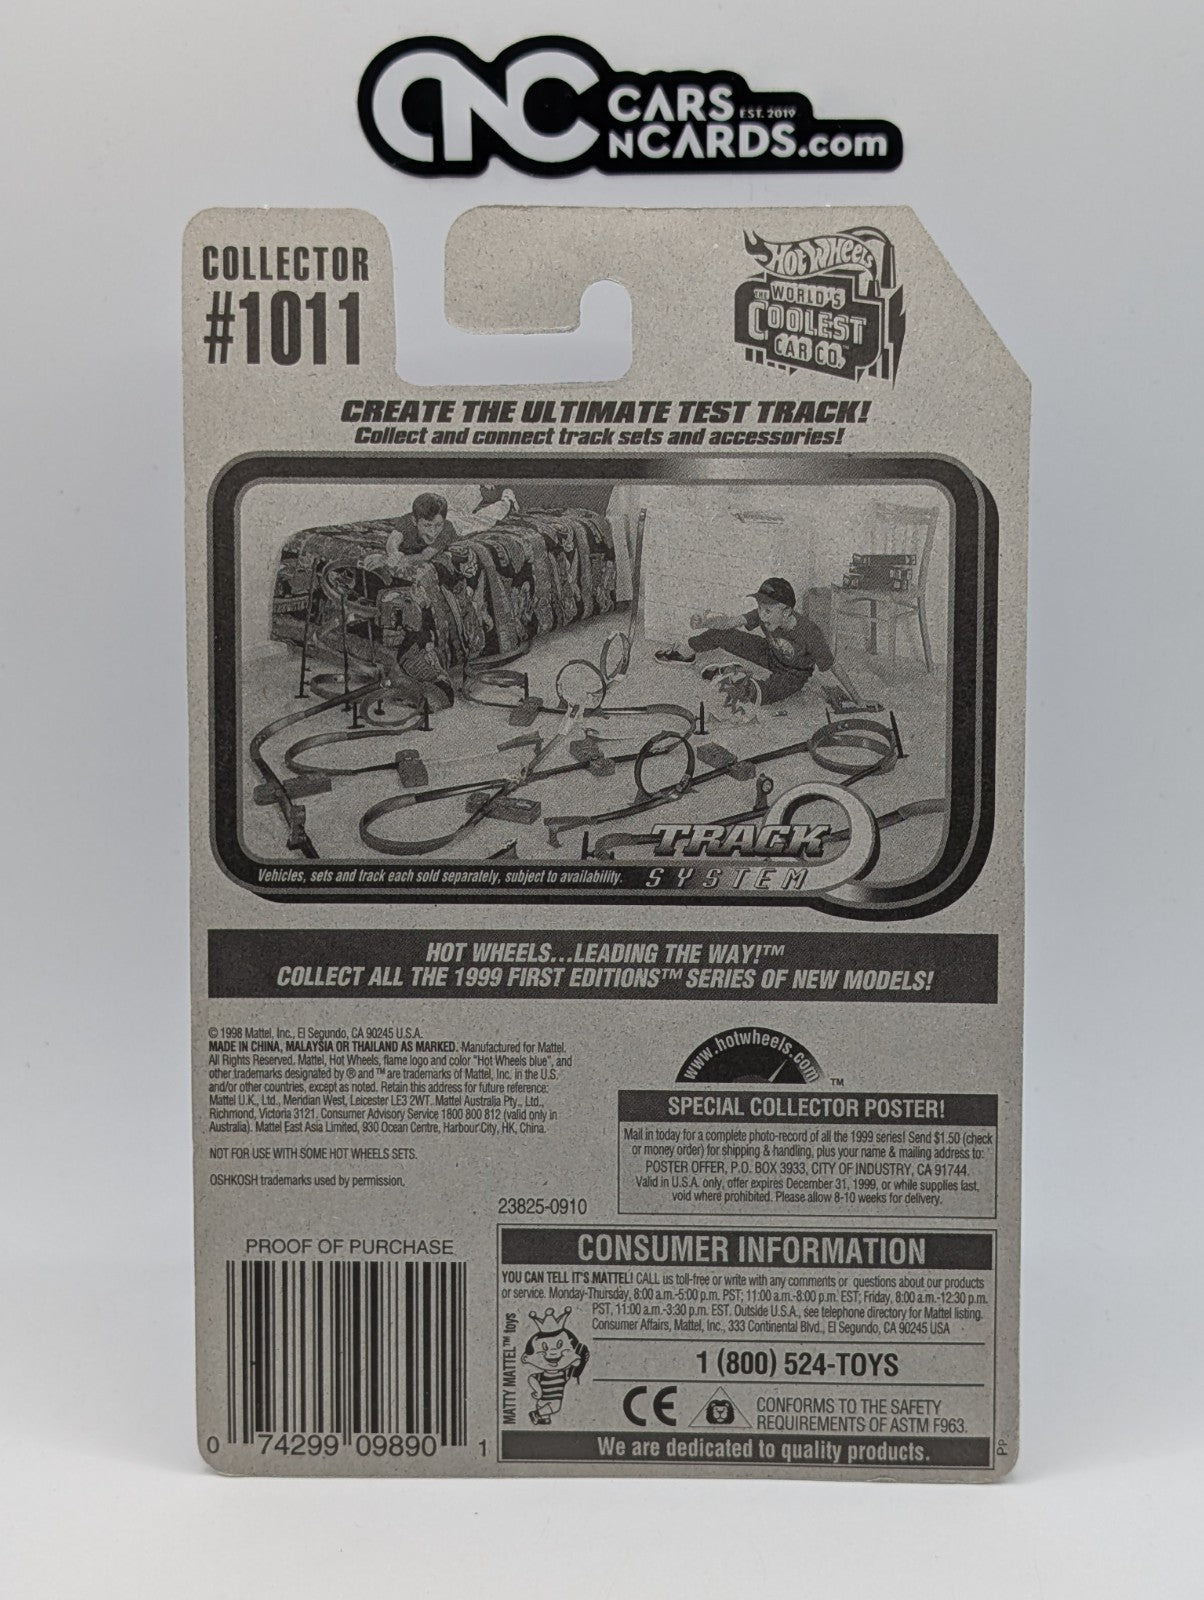 CNC CARS EST. 2019
NCARDS.com
COLLECTOR
#1011
HOT WHEELS
THE WORLD'S
COOLEST
CAR CO.™
CREATE THE ULTIMATE TEST TRACK!
Collect and connect track sets and accessories!
TRACK
SYSTEM
Vehicles, sets and track each sold separately, subject to availability.
HOT WHEELS...LEADING THE WAY!™
COLLECT ALL THE 1999 FIRST EDITIONS™ SERIES OF NEW MODELS!
© 1998 Mattel, Inc., El Segundo, CA 90245 U.S.A.
MADE IN CHINA, MALAYSIA OR THAILAND AS MARKED. Manufactured for Mattel.
All Rights Reserved. Mattel, Hot Wheels, flame logo and color "Hot Wheels blue", and
other trademarks designated by ® and ™ are trademarks of Mattel, Inc. in the U.S.
and/or other countries, except as noted. Retain this address for future reference:
Mattel U.K., Ltd., Meridian West, Leicester LE3 2WT. Mattel Australia Pty., Ltd.,
Richmond, Victoria 3121. Consumer Advisory Service 1800 800 812 (valid only in
Australia). Mattel East Asia Limited, 930 Ocean Centre, Harbour City, HK, China.
NOT FOR USE WITH SOME HOT WHEELS SETS.
OSHKOSH trademarks used by permission.
www.hotwheels.com ™
SPECIAL COLLECTOR POSTER!
Mail in today for a complete photo-record of all the 1999 series! Send $1.50 (check
or money order) for shipping & handling, plus your name & mailing address to:
POSTER OFFER, P.O. BOX 3933, CITY OF INDUSTRY, CA 91744.
Valid in U.S.A. only, offer expires December 31, 1999, or while supplies last,
void where prohibited. Please allow 8-10 weeks for delivery.
23825-0910
PROOF OF PURCHASE
0 74299 09890 1
CONSUMER INFORMATION
YOU CAN TELL IT'S MATTEL! CALL us toll-free or write with any comments or questions about our products
or service. Monday-Thursday, 8:00 a.m.-5:00 p.m. PST; 11:00 a.m.-8:00 p.m. EST; Friday, 8:00 a.m.-12:30 p.m.
PST, 11:00 a.m.-3:30 p.m. EST. Outside U.S.A., see telephone directory for Mattel listing.
Consumer Affairs, Mattel, Inc., 333 Continental Blvd., El Segundo, CA 90245 USA
MATTY MATTEL™ toys
1 (800) 524-TOYS
CE
CONFORMS TO THE SAFETY
REQUIREMENTS OF ASTM F963.
We are dedicated to quality products.
PP